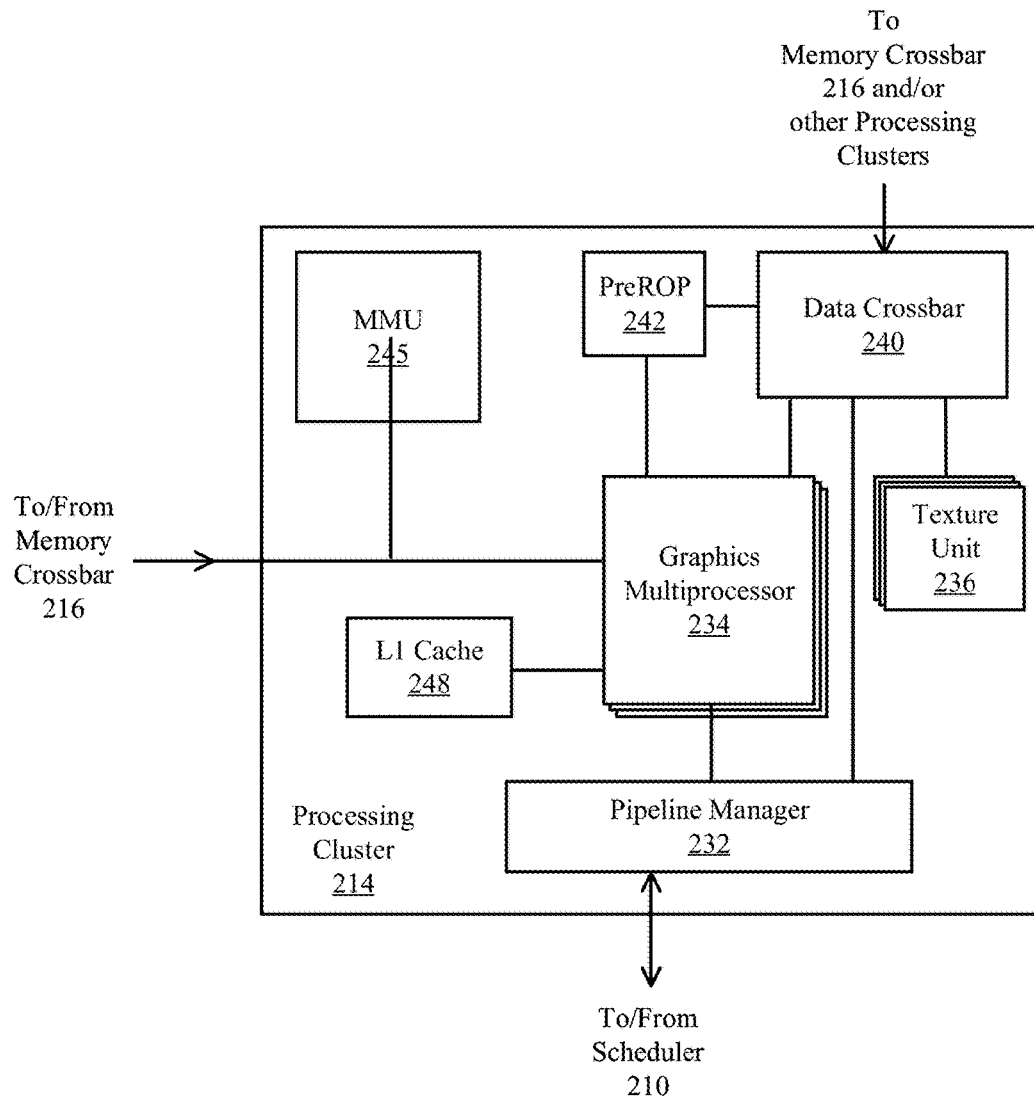 To
Memory Crossbar
216 and/or
other Processing
Clusters
MMU
245
PreROP
242
Data Crossbar
240
To/From
Memory
Crossbar
216
Graphics
Multiprocessor
234
Texture
Unit
236
L1 Cache
248
Pipeline Manager
232
Processing
Cluster
214
To/From
Scheduler
210